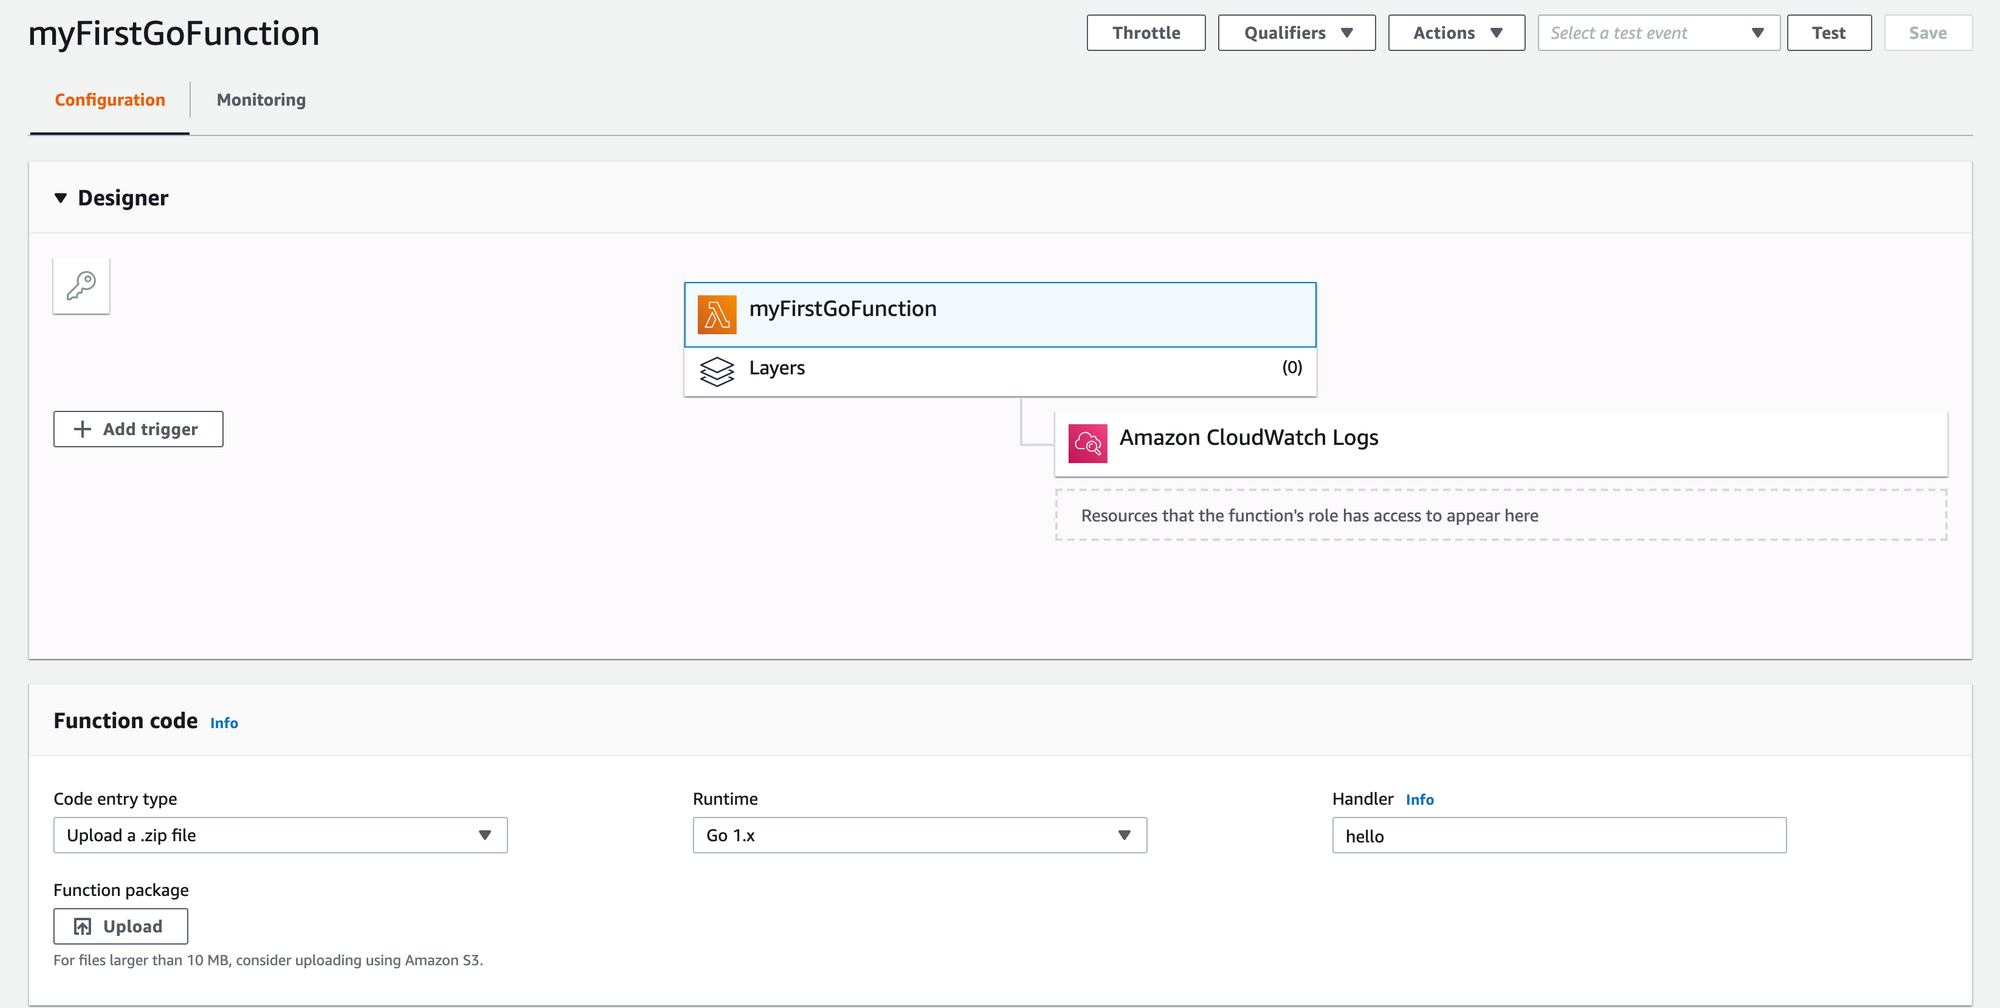 myFirstGoFunction
Throttle Qualifiers Actions Select a test event Test Save
Configuration Monitoring
Designer
myFirstGoFunction
Layers (0)
Add trigger
Amazon CloudWatch Logs
Resources that the function's role has access to appear here
Function code Info
Code entry type Runtime Handler Info
Upload a .zip file Go 1.x hello
Function package
Upload
For files larger than 10 MB, consider uploading using Amazon S3.